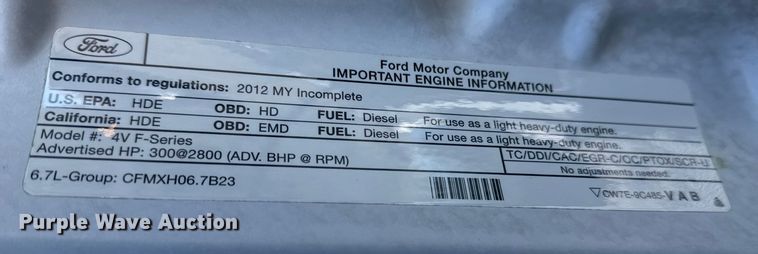 Ford
Ford Motor Company
IMPORTANT ENGINE INFORMATION
Conforms to regulations: 2012 MY Incomplete
U.S. EPA: HDE OBD: HD FUEL: Diesel For use as a light heavy-duty engine.
California: HDE OBD: EMD FUEL: Diesel For use as a light heavy-duty engine.
Model #: 4V F-Series
Advertised HP: 300@2800 (ADV. BHP @ RPM)
TC/DDI/CAC/EGR-C/OC/PTOX/SCR-U
No adjustments needed.
6.7L-Group: CFMXH06.7B23
CW7E-9C485-VAB
Purple Wave Auction